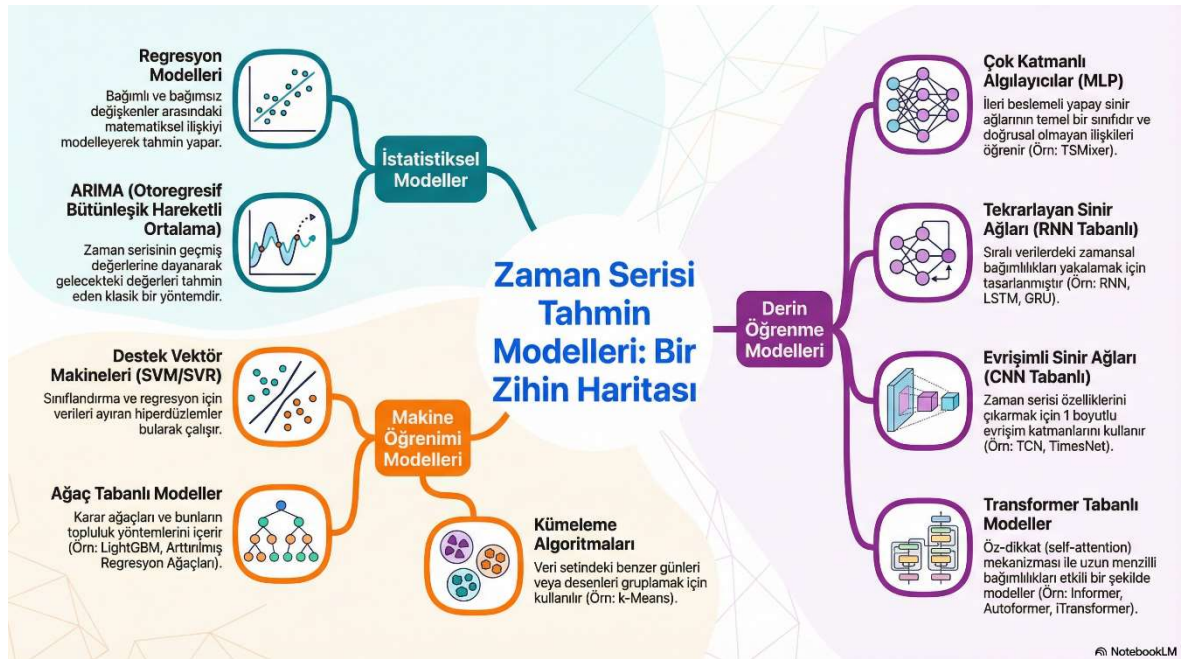 Regresyon
Modelleri
Bağımlı ve bağımsız
değişkenler arasındaki
matematiksel ilişkiyi
modelleyerek tahmin yapar.
ARIMA (Otoregresif
Bütünleşik Hareketli
Ortalama)
Zaman serisinin geçmiş
değerlerine dayanarak
gelecekteki değerleri tahmin
eden klasik bir yöntemdir.
İstatistiksel
Modeller
Destek Vektör
Makineleri (SVM/SVR)
Sınıflandırma ve regresyon için
verileri ayıran hiperdüzlemler
bularak çalışır.
Ağaç Tabanlı Modeller
Karar ağaçları ve bunların
topluluk yöntemlerini içerir
(Örn: LightGBM, Arttırılmış
Regresyon Ağaçları).
Makine
Öğrenimi
Modelleri
Kümeleme
Algoritmaları
Veri setindeki benzer günleri
veya desenleri gruplamak için
kullanılır (Örn: k-Means).
Zaman Serisi
Tahmin
Modelleri: Bir
Zihin Haritası
Derin
Öğrenme
Modelleri
Çok Katmanlı
Algılayıcılar (MLP)
İleri beslemeli yapay sinir
ağlarının temel bir sınıfıdır ve
doğrusal olmayan ilişkileri
öğrenir (Örn: TSMixer).
Tekrarlayan Sinir
Ağları (RNN Tabanlı)
Sıralı verilerdeki zamansal
bağımlılıkları yakalamak için
tasarlanmıştır (Örn: RNN,
LSTM, GRU).
Evrişimli Sinir Ağları
(CNN Tabanlı)
Zaman serisi özelliklerini
çıkarmak için 1 boyutlu
evrişim katmanlarını kullanır
(Örn: TCN, TimesNet).
Transformer Tabanlı
Modeller
Öz-dikkat (self-attention)
mekanizması ile uzun menzilli
bağımlılıkları etkili bir şekilde
modeller (Örn: Informer,
Autoformer, iTransformer).
NotebookLM